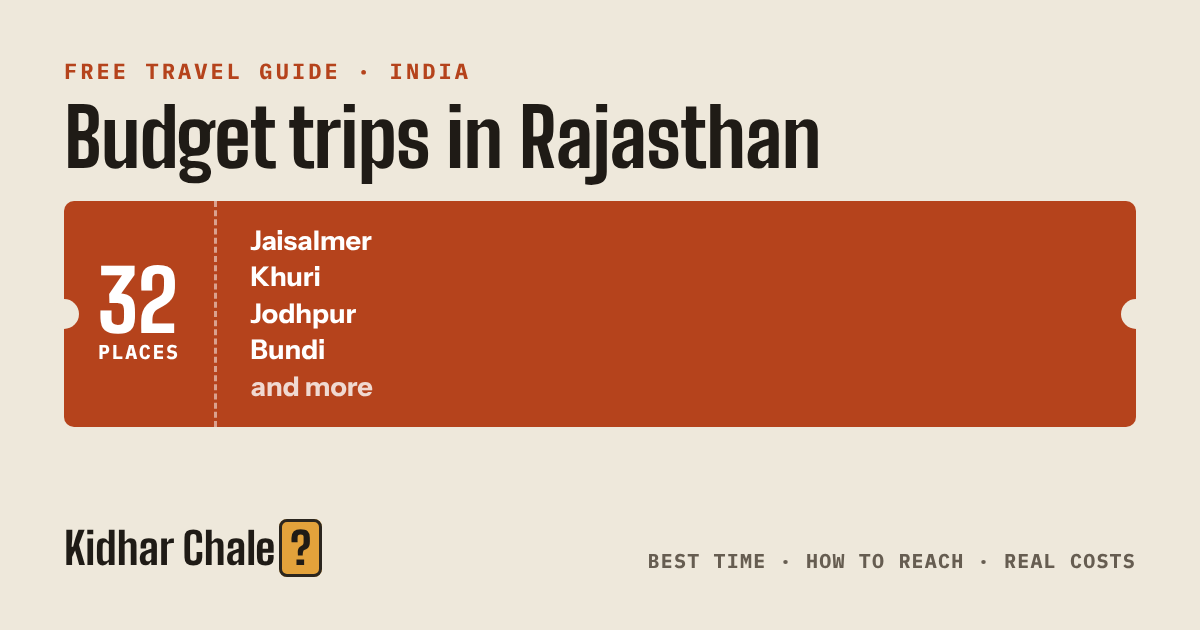 FREE TRAVEL GUIDE · INDIA
Budget trips in Rajasthan
32
PLACES
Jaisalmer
Khuri
Jodhpur
Bundi
and more
Kidhar Chale ?
BEST TIME · HOW TO REACH · REAL COSTS